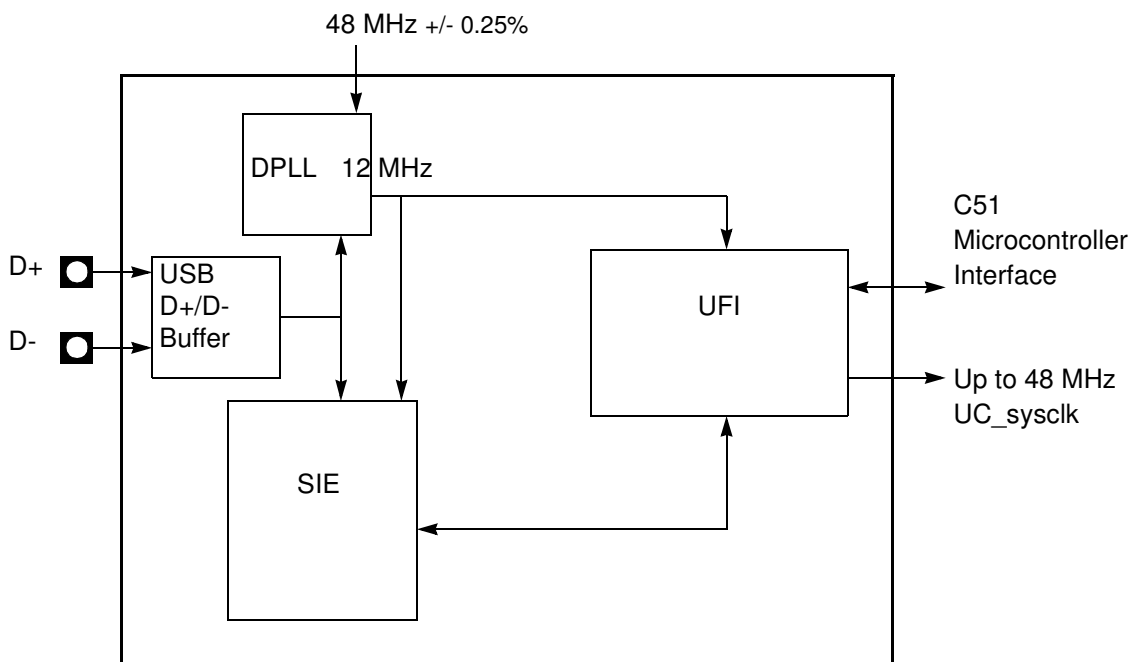 48 MHz +/- 0.25%
DPLL 12 MHz
D+
D-
USB
D+/D-
Buffer
UFI
SIE
C51
Microcontroller
Interface
Up to 48 MHz
UC_sysclk